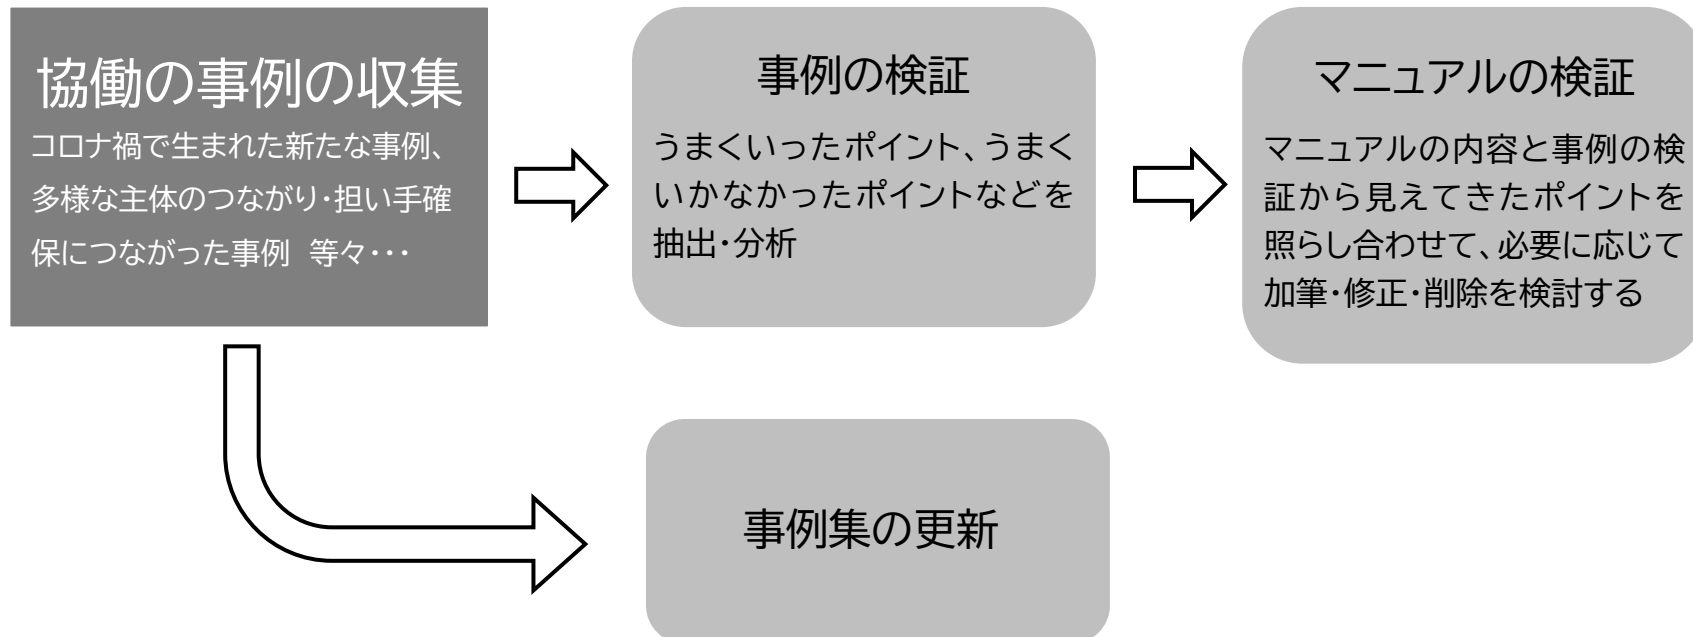 協働の事例の収集
コロナ禍で生まれた新たな事例、
多様な主体のつながり・担い手確
保につながった事例　等々・・・
事例の検証
うまくいったポイント、うまく
いかなかったポイントなどを
抽出・分析
マニュアルの検証
マニュアルの内容と事例の検
証から見えてきたポイントを
照らし合わせて、必要に応じて
加筆・修正・削除を検討する
事例集の更新